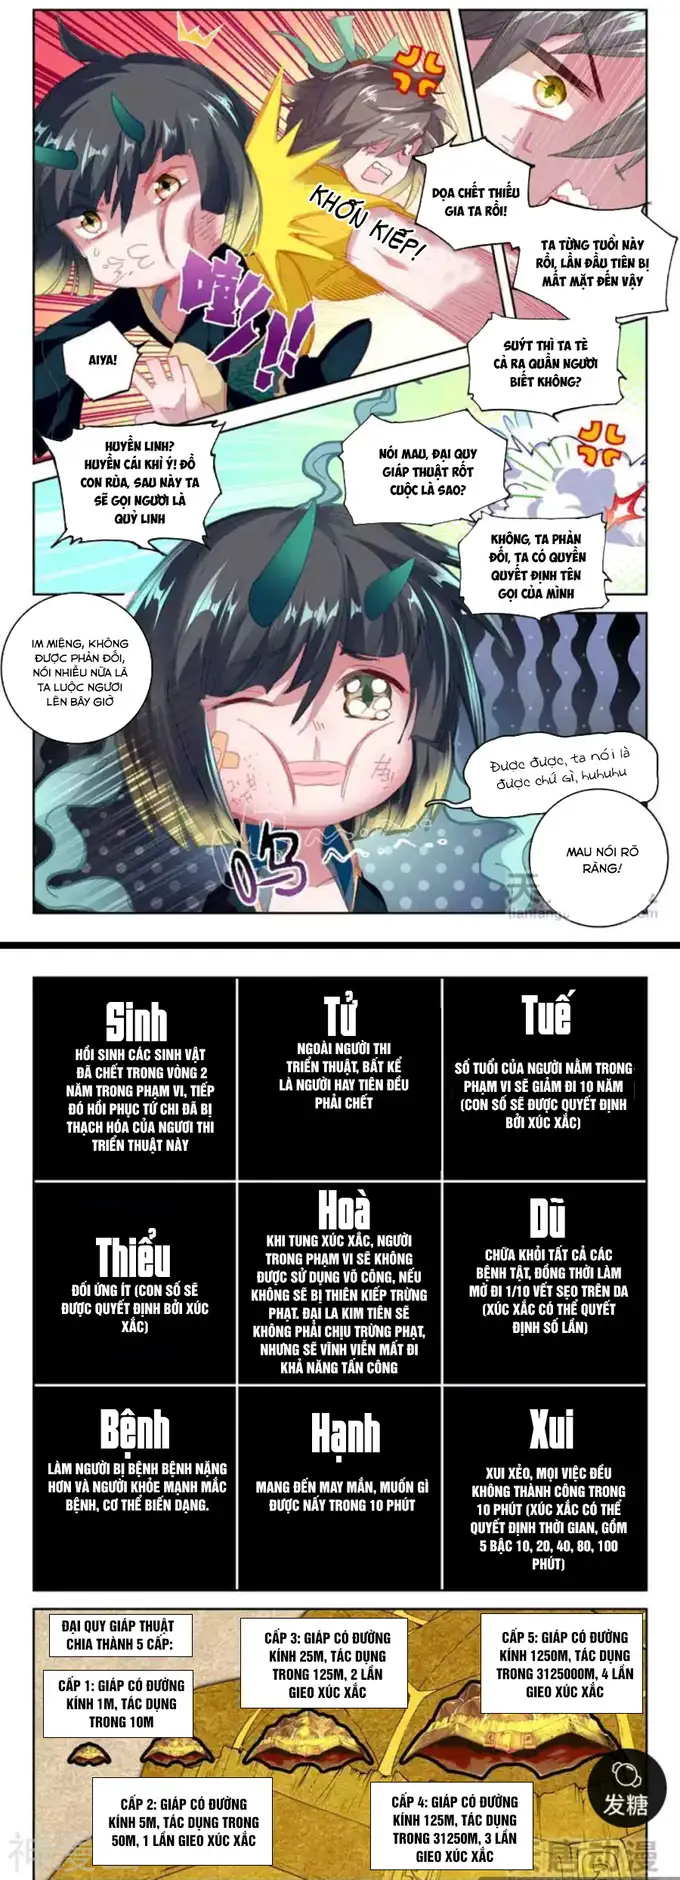 KHỐN KIẾP!
DỌA CHẾT THIẾU
GIA TA RỒI!
TA TỪNG TUỔI NÀY
RỒI, LẦN ĐẦU TIÊN BỊ
MẤT MẶT ĐẾN VẬY
嘭!!
AIYA!
SUÝT THÌ TA TÈ
CẢ RA QUẦN NGƯƠI
BIẾT KHÔNG?
HUYỀN LINH?
HUYỀN CÁI KHỈ Ý! ĐỒ
CON RÙA, SAU NÀY TA
SẼ GỌI NGƯƠI LÀ
QUỶ LINH
NÓI MAU, ĐẠI QUY
GIÁP THUẬT RỐT
CUỘC LÀ SAO?
KHÔNG, TA PHẢN
ĐỐI, TA CÓ QUYỀN
QUYẾT ĐỊNH TÊN
GỌI CỦA MÌNH
IM MIỆNG, KHÔNG
ĐƯỢC PHẢN ĐỐI,
NÓI NHIỀU NỮA LÀ
TA LUỘC NGƯƠI
LÊN BÂY GIỜ
Được được, ta nói là
được chứ gì, huhuhu
MAU NÓI RÕ
RÀNG!
呜
Sinh
HỒI SINH CÁC SINH VẬT
ĐÃ CHẾT TRONG VÒNG 2
NĂM TRONG PHẠM VI, TIẾP
ĐÓ HỒI PHỤC TỨ CHI ĐÃ BỊ
THẠCH HÓA CỦA NGƯƠI THI
TRIỂN THUẬT NÀY
Tử
NGOÀI NGƯỜI THI
TRIỂN THUẬT, BẤT KỂ
LÀ NGƯỜI HAY TIÊN ĐỀU
PHẢI CHẾT
Tuế
SỐ TUỔI CỦA NGƯỜI NẰM TRONG
PHẠM VI SẼ GIẢM ĐI 10 NĂM
(CON SỐ SẼ ĐƯỢC QUYẾT ĐỊNH
BỞI XÚC XẮC)
Thiểu
ĐỐI ỨNG ÍT (CON SỐ SẼ
ĐƯỢC QUYẾT ĐỊNH BỞI XÚC
XẮC)
Hoà
KHI TUNG XÚC XẮC, NGƯỜI
TRONG PHẠM VI SẼ KHÔNG
ĐƯỢC SỬ DỤNG VÕ CÔNG, NẾU
KHÔNG SẼ BỊ THIÊN KIẾP TRỪNG
PHẠT. ĐẠI LA KIM TIÊN SẼ
KHÔNG PHẢI CHỊU TRỪNG PHẠT,
NHƯNG SẼ VĨNH VIỄN MẤT ĐI
KHẢ NĂNG TẤN CÔNG
Dũ
CHỮA KHỎI TẤT CẢ CÁC
BỆNH TẬT, ĐỒNG THỜI LÀM
MỜ ĐI 1/10 VẾT SẸO TRÊN DA
(XÚC XẮC CÓ THỂ QUYẾT
ĐỊNH SỐ LẦN)
Bệnh
LÀM NGƯỜI BỊ BỆNH BỆNH NẶNG
HƠN VÀ NGƯỜI KHỎE MẠNH MẮC
BỆNH, CƠ THỂ BIẾN DẠNG.
Hạnh
MANG ĐẾN MAY MẮN, MUỐN GÌ
ĐƯỢC NẤY TRONG 10 PHÚT
Xui
XUI XẺO, MỌI VIỆC ĐỀU
KHÔNG THÀNH CÔNG TRONG
10 PHÚT (XÚC XẮC CÓ THỂ
QUYẾT ĐỊNH THỜI GIAN, GỒM
5 BẬC 10, 20, 40, 80, 100
PHÚT)
ĐẠI QUY GIÁP THUẬT
CHIA THÀNH 5 CẤP:
CẤP 1: GIÁP CÓ ĐƯỜNG
KÍNH 1M, TÁC DỤNG
TRONG 10M
CẤP 2: GIÁP CÓ ĐƯỜNG
KÍNH 5M, TÁC DỤNG TRONG
50M, 1 LẦN GIEO XÚC XẮC
CẤP 3: GIÁP CÓ ĐƯỜNG
KÍNH 25M, TÁC DỤNG
TRONG 125M, 2 LẦN
GIEO XÚC XẮC
CẤP 4: GIÁP CÓ ĐƯỜNG
KÍNH 125M, TÁC DỤNG
TRONG 31250M, 3 LẦN
GIEO XÚC XẮC
CẤP 5: GIÁP CÓ ĐƯỜNG
KÍNH 1250M, TÁC DỤNG
TRONG 3125000M, 4 LẦN
GIEO XÚC XẮC
发糖